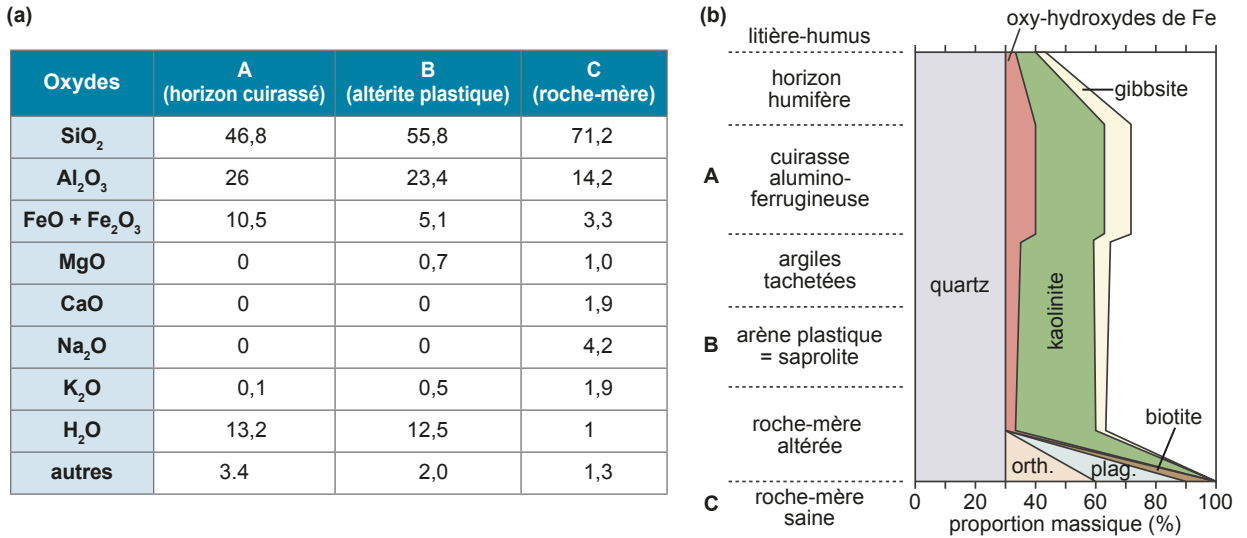 (a)
Oxydes
A
(horizon cuirassé)
B
(altérite plastique)
C
(roche-mère)
SiO₂ 46,8 55,8 71,2
Al₂O₃ 26 23,4 14,2
FeO + Fe₂O₃ 10,5 5,1 3,3
MgO 0 0,7 1,0
CaO 0 0 1,9
Na₂O 0 0 4,2
K₂O 0,1 0,5 1,9
H₂O 13,2 12,5 1
autres 3.4 2,0 1,3
(b)
oxy-hydroxydes de Fe
litière-humus
horizon
humifère
gibbsite
A
cuirasse
alumino-
ferrugineuse
argiles
tachetées
quartz
kaolinite
B
arène plastique
= saprolite
roche-mère
altérée
biotite
orth.
plag.
C
roche-mère
saine
0 20 40 60 80 100
proportion massique (%)